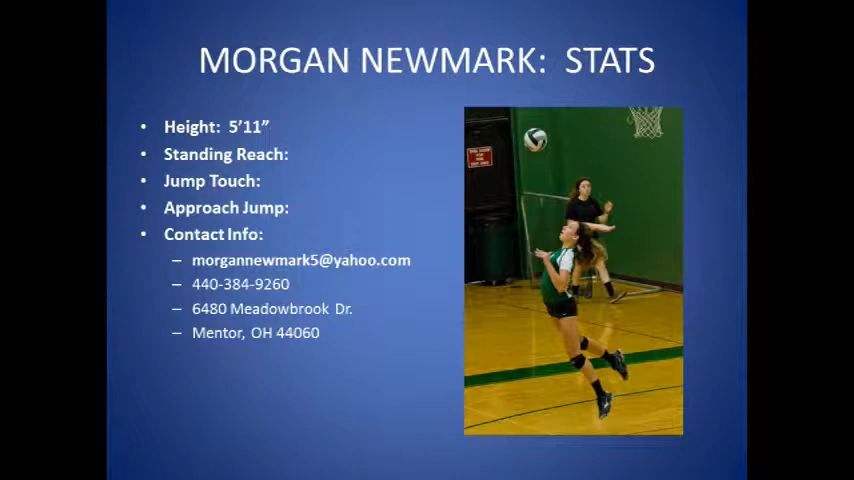 MORGAN NEWMARK: STATS
• Height: 5’11”
• Standing Reach:
• Jump Touch:
• Approach Jump:
• Contact Info:
– morgannewmark5@yahoo.com
– 440-384-9260
– 6480 Meadowbrook Dr.
– Mentor, OH 44060